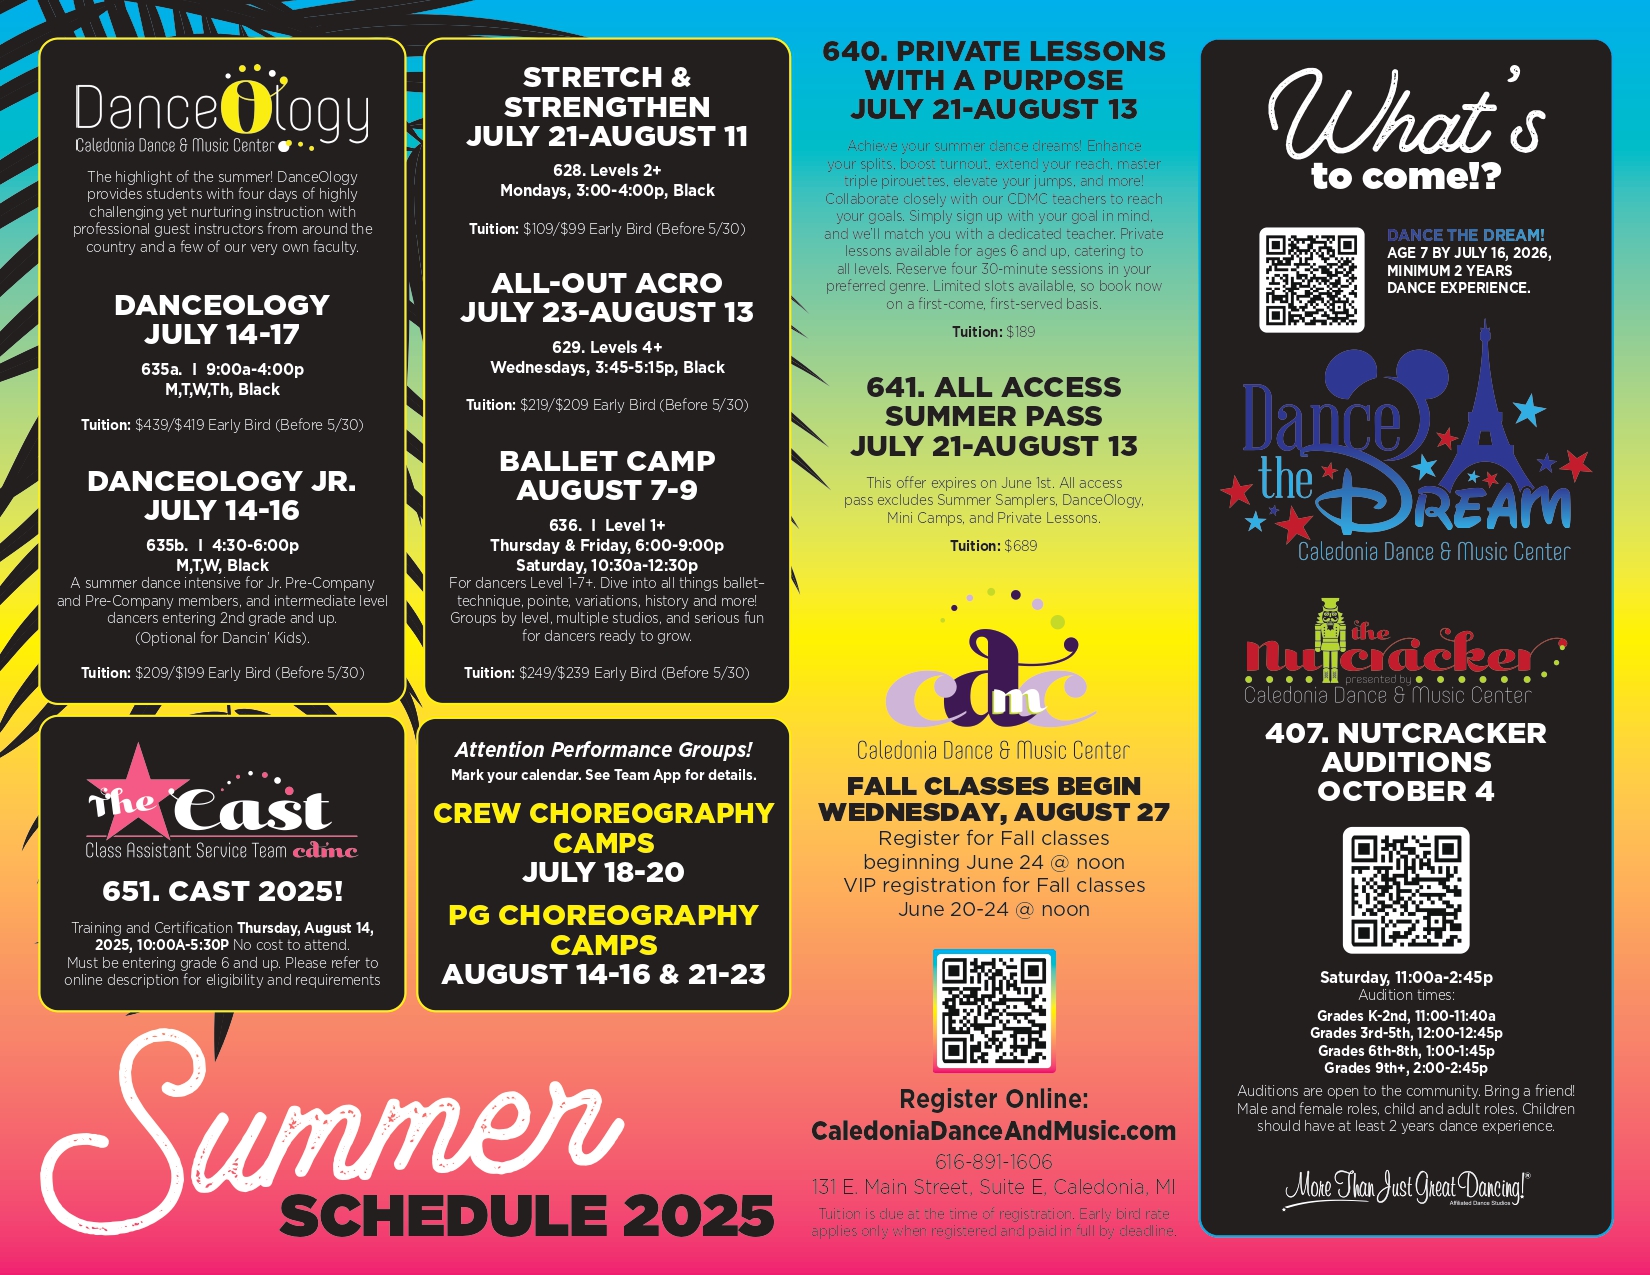 DanceOlogy
Caledonia Dance & Music Center
The highlight of the summer! DanceOlogy
provides students with four days of highly
challenging yet nurturing instruction with
professional guest instructors from around the
country and a few of our very own faculty.
DANCEOLOGY
JULY 14-17
635a. I 9:00a-4:00p
M,T,W,Th, Black
Tuition: $439/$419 Early Bird (Before 5/30)
DANCEOLOGY JR.
JULY 14-16
635b. I 4:30-6:00p
M,T,W, Black
A summer dance intensive for Jr. Pre-Company
and Pre-Company members, and intermediate level
dancers entering 2nd grade and up.
(Optional for Dancin' Kids).
Tuition: $209/$199 Early Bird (Before 5/30)
The Cast
Class Assistant Service Team cdmc
651. CAST 2025!
Training and Certification Thursday, August 14,
2025, 10:00A-5:30P No cost to attend.
Must be entering grade 6 and up. Please refer to
online description for eligibility and requirements
STRETCH &
STRENGTHEN
JULY 21-AUGUST 11
628. Levels 2+
Mondays, 3:00-4:00p, Black
Tuition: $109/$99 Early Bird (Before 5/30)
ALL-OUT ACRO
JULY 23-AUGUST 13
629. Levels 4+
Wednesdays, 3:45-5:15p, Black
Tuition: $219/$209 Early Bird (Before 5/30)
BALLET CAMP
AUGUST 7-9
636. I Level 1+
Thursday & Friday, 6:00-9:00p
Saturday, 10:30a-12:30p
For dancers Level 1-7+. Dive into all things ballet–
technique, pointe, variations, history and more!
Groups by level, multiple studios, and serious fun
for dancers ready to grow.
Tuition: $249/$239 Early Bird (Before 5/30)
Attention Performance Groups!
Mark your calendar. See Team App for details.
CREW CHOREOGRAPHY
CAMPS
JULY 18-20
PG CHOREOGRAPHY
CAMPS
AUGUST 14-16 & 21-23
Summer
SCHEDULE 2025
640. PRIVATE LESSONS
WITH A PURPOSE
JULY 21-AUGUST 13
Achieve your summer dance dreams! Enhance
your splits, boost turnout, extend your reach, master
triple pirouettes, elevate your jumps, and more!
Collaborate closely with our CDMC teachers to reach
your goals. Simply sign up with your goal in mind,
and we'll match you with a dedicated teacher. Private
lessons available for ages 6 and up, catering to
all levels. Reserve four 30-minute sessions in your
preferred genre. Limited slots available, so book now
on a first-come, first-served basis.
Tuition: $189
641. ALL ACCESS
SUMMER PASS
JULY 21-AUGUST 13
This offer expires on June 1st. All access
pass excludes Summer Samplers, DanceOlogy,
Mini Camps, and Private Lessons.
Tuition: $689
cdmc
Caledonia Dance & Music Center
FALL CLASSES BEGIN
WEDNESDAY, AUGUST 27
Register for Fall classes
beginning June 24 @ noon
VIP registration for Fall classes
June 20-24 @ noon
Register Online:
CaledoniaDanceAndMusic.com
616-891-1606
131 E. Main Street, Suite E, Caledonia, MI
Tuition is due at the time of registration. Early bird rate
applies only when registered and paid in full by deadline.
What's
to come!?
DANCE THE DREAM!
AGE 7 BY JULY 16, 2026,
MINIMUM 2 YEARS
DANCE EXPERIENCE.
Dance
the
DREAM
Caledonia Dance & Music Center
the
nutcracker
presented by
Caledonia Dance & Music Center
407. NUTCRACKER
AUDITIONS
OCTOBER 4
Saturday, 11:00a-2:45p
Audition times:
Grades K-2nd, 11:00-11:40a
Grades 3rd-5th, 12:00-12:45p
Grades 6th-8th, 1:00-1:45p
Grades 9th+, 2:00-2:45p
Auditions are open to the community. Bring a friend!
Male and female roles, child and adult roles. Children
should have at least 2 years dance experience.
More Than Just Great Dancing!®
Affiliated Dance Studios